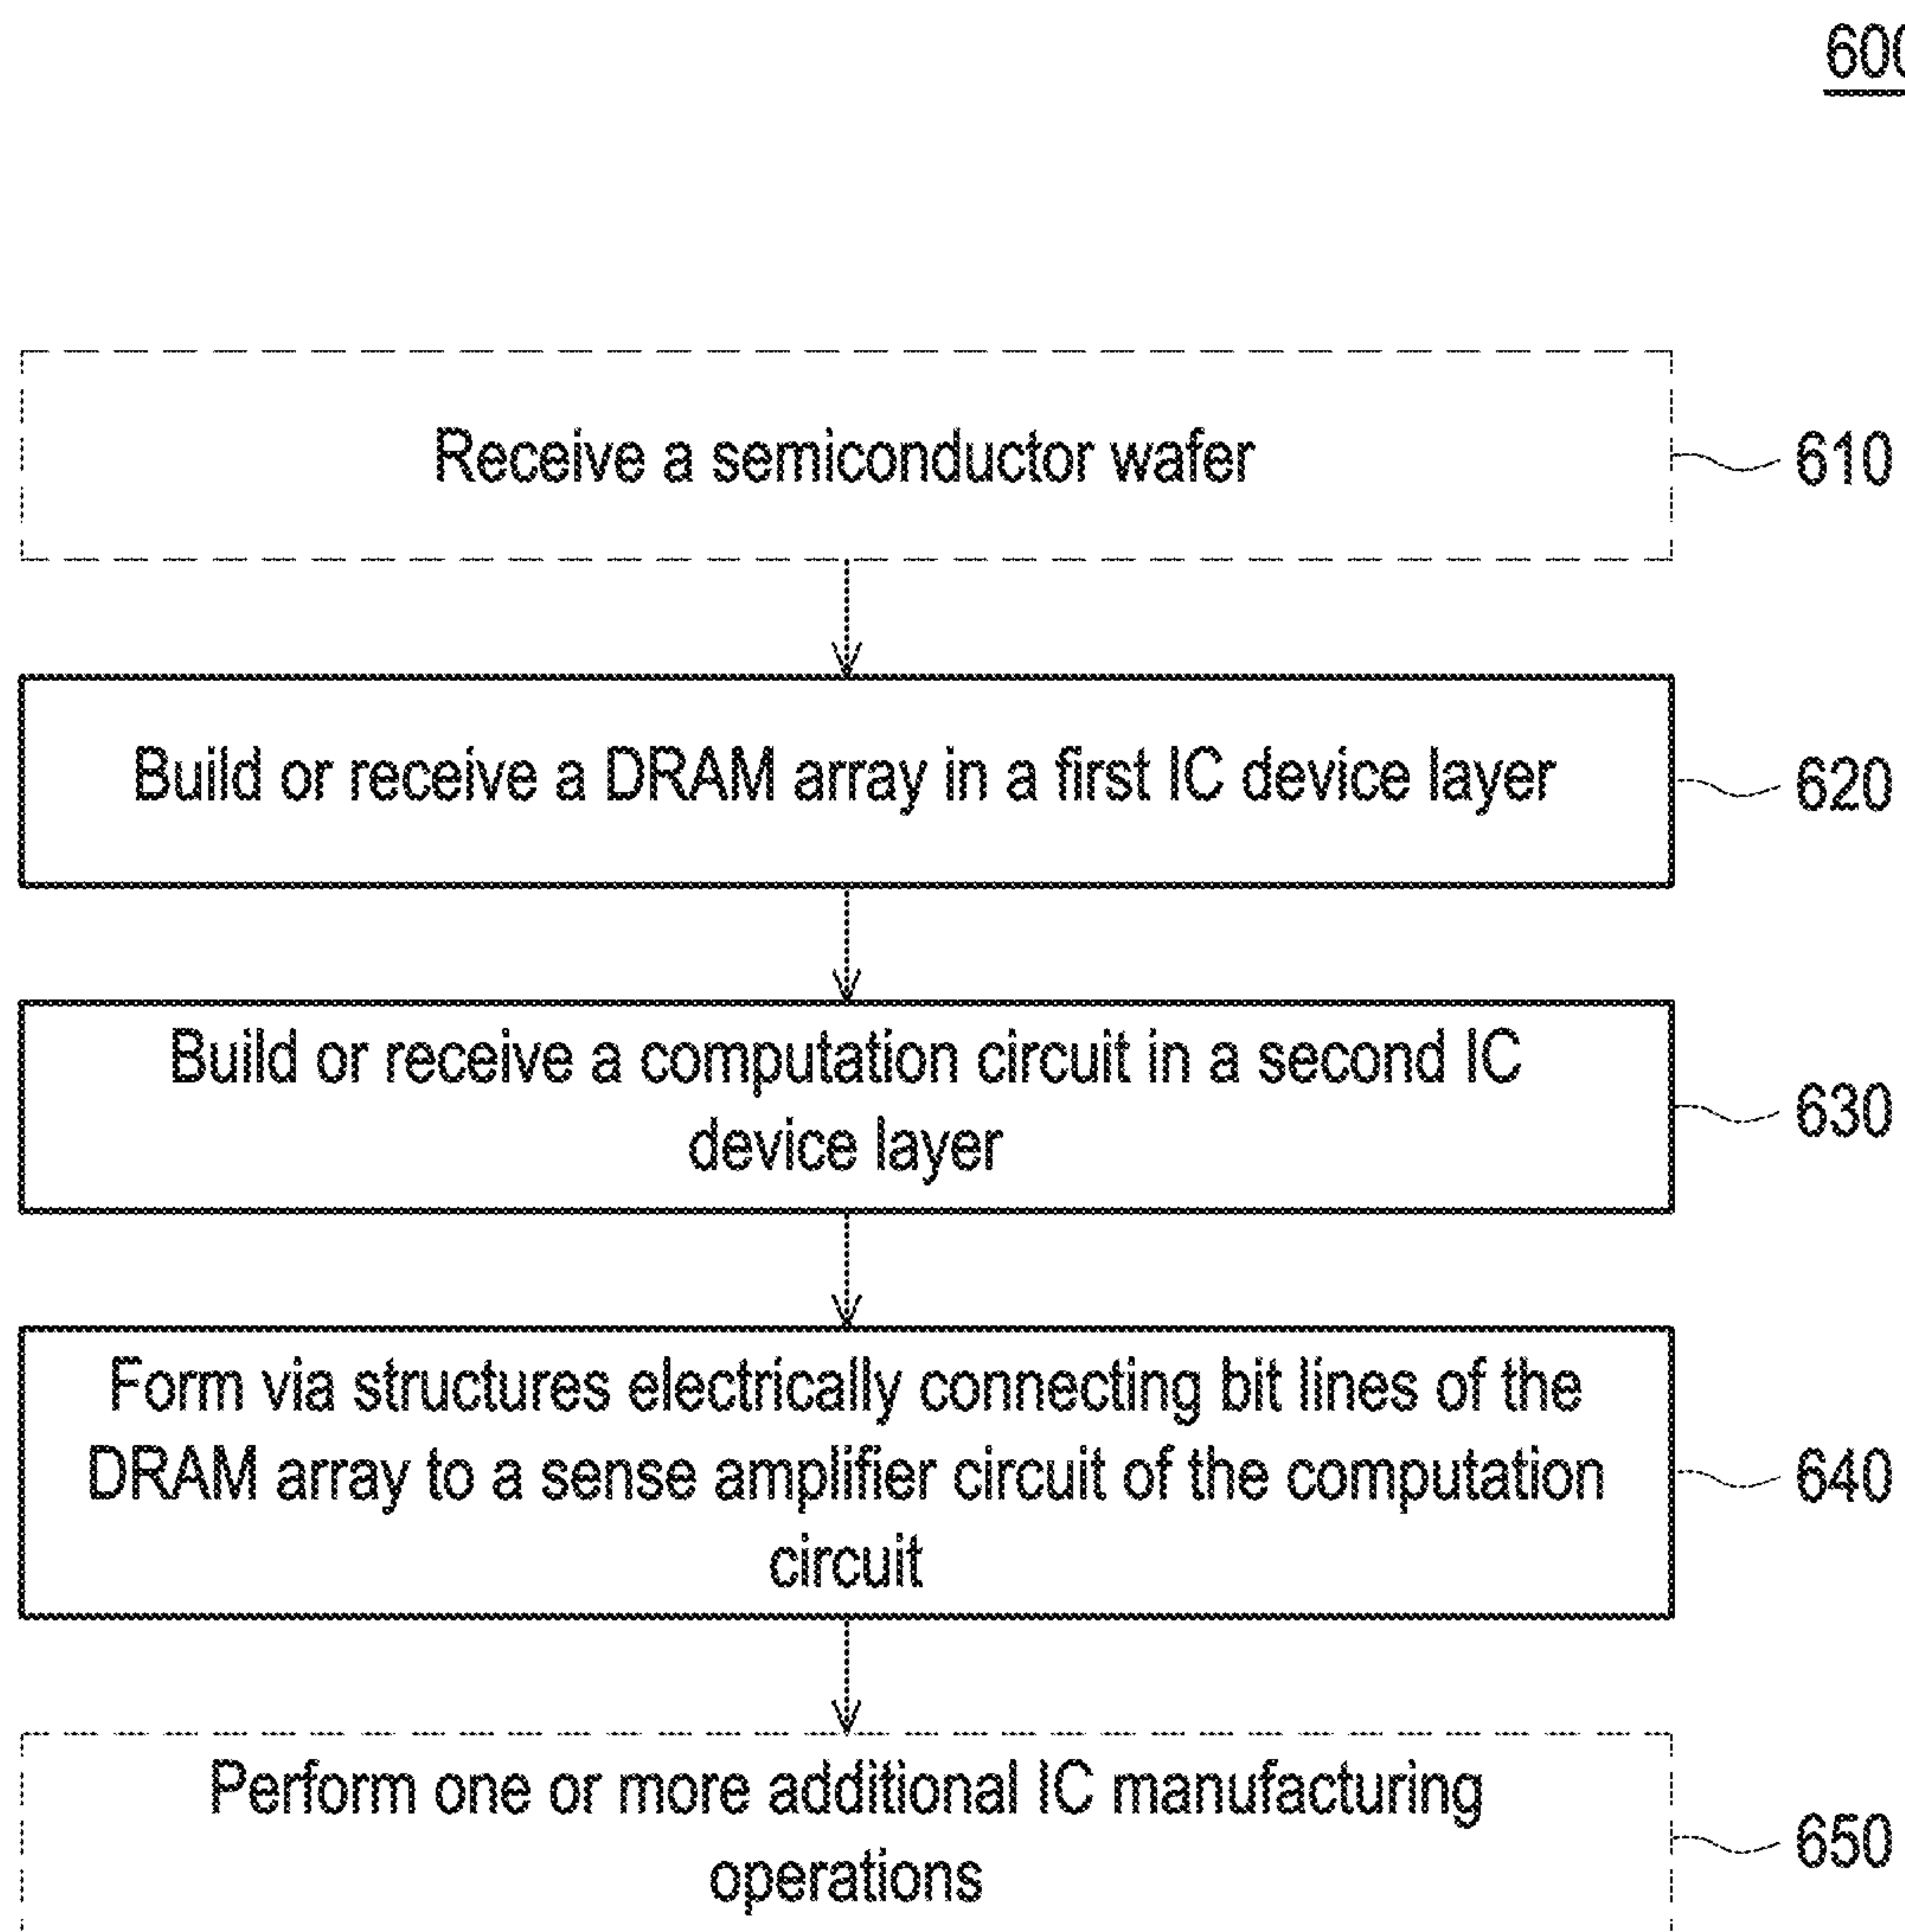 600
Receive a semiconductor wafer
610
Build or receive a DRAM array in a first IC device layer
620
Build or receive a computation circuit in a second IC
device layer
630
Form via structures electrically connecting bit lines of the
DRAM array to a sense amplifier circuit of the computation
circuit
640
Perform one or more additional IC manufacturing
operations
650